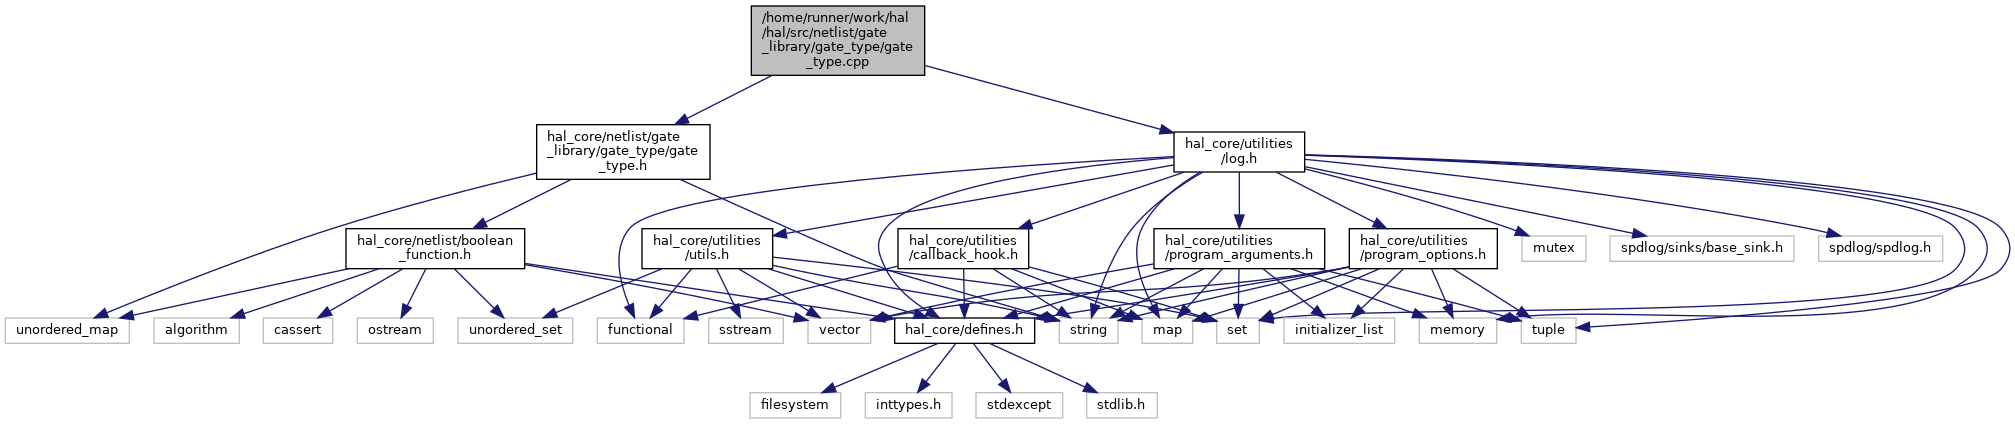 /home/runner/work/hal
/hal/src/netlist/gate
_library/gate_type/gate
_type.cpp
hal_core/netlist/gate
_library/gate_type/gate
_type.h
hal_core/utilities
/log.h
hal_core/netlist/boolean
_function.h
hal_core/utilities
/utils.h
hal_core/utilities
/callback_hook.h
hal_core/utilities
/program_arguments.h
hal_core/utilities
/program_options.h
mutex
spdlog/sinks/base_sink.h
spdlog/spdlog.h
unordered_map
algorithm
cassert
ostream
unordered_set
functional
sstream
vector
hal_core/defines.h
string
map
set
initializer_list
memory
tuple
filesystem
inttypes.h
stdexcept
stdlib.h